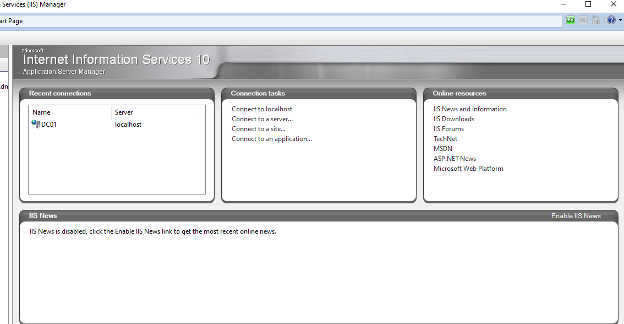 Services (IS) Manager
rt Page
Microsoft
Internet Information Services 10
Application Server Manager
Recent connections
Name Server
DC01 localhost
Connection tasks
Connect to localhost
Connect to a server...
Connect to a site...
Connect to an application...
Online resources
IIS News and Information
IIS Downloads
IIS Forums
TechNet
MSDN
ASP.NET News
Microsoft Web Platform
IIS News
Enable IIS News
IIS News is disabled, click the Enable IIS News link to get the most recent online news.